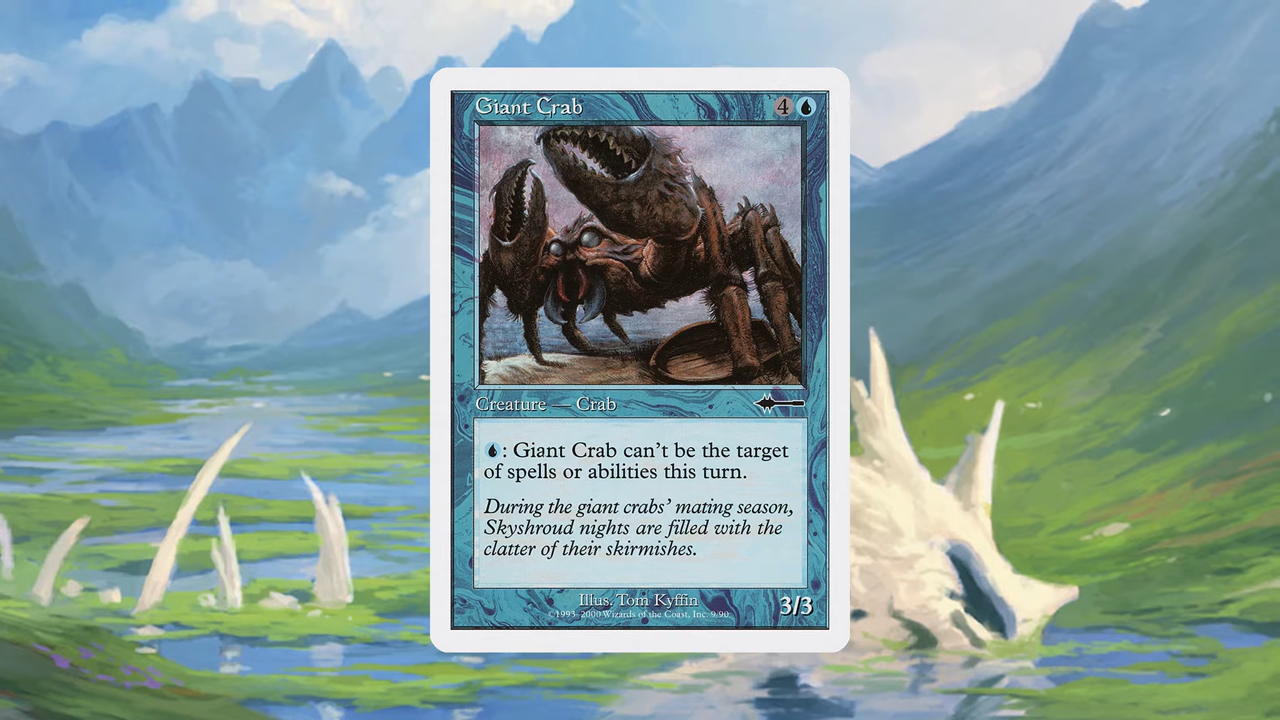 Giant Crab 4
Creature — Crab
: Giant Crab can't be the target
of spells or abilities this turn.
During the giant crabs' mating season,
Skyshroud nights are filled with the
clatter of their skirmishes.
Illus. Tom Kyffin
©1993-2000 Wizards of the Coast, Inc. 9/90
3/3